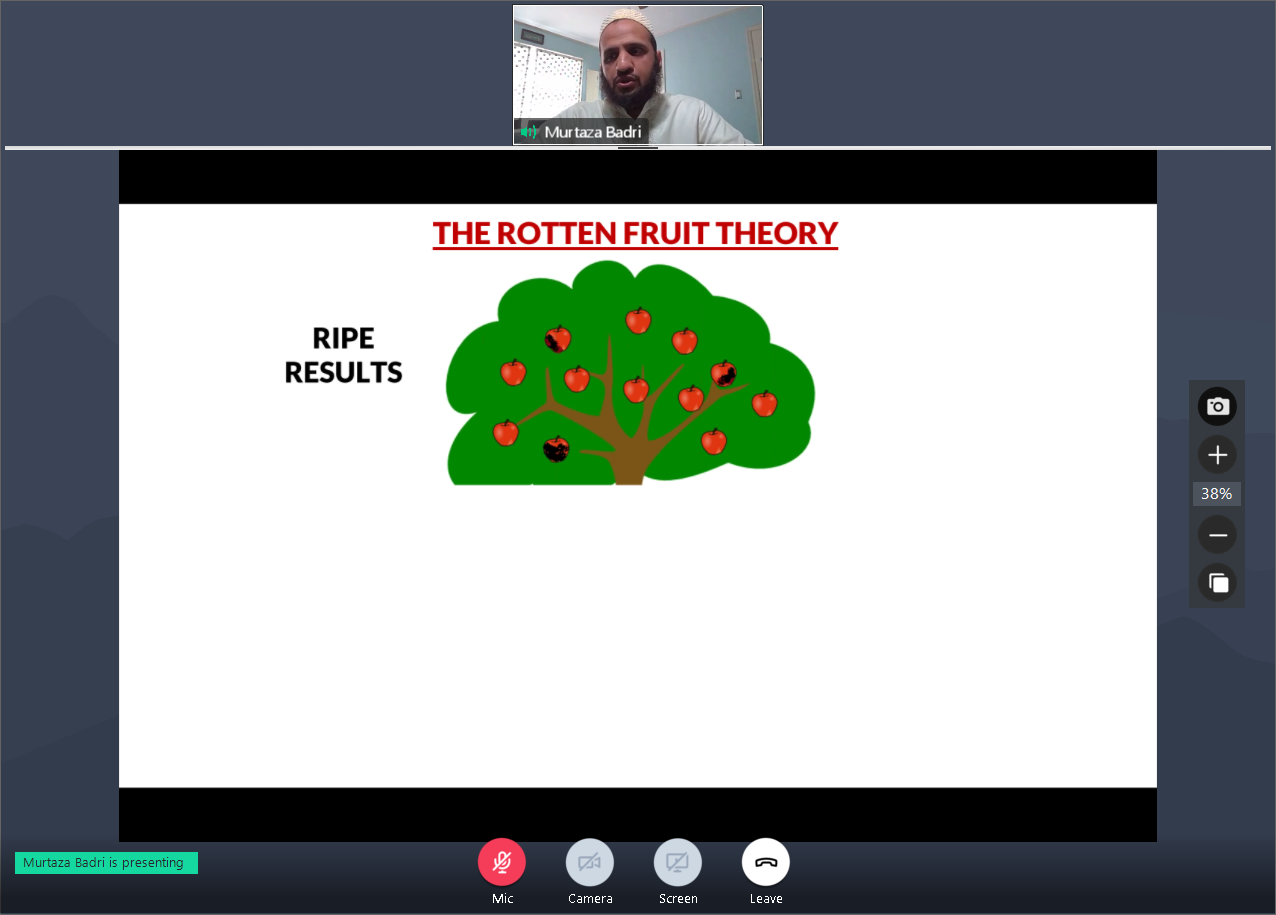 Murtaza Badri
THE ROTTEN FRUIT THEORY
RIPE
RESULTS
38%
Murtaza Badri is presenting
Mic
Camera
Screen
Leave